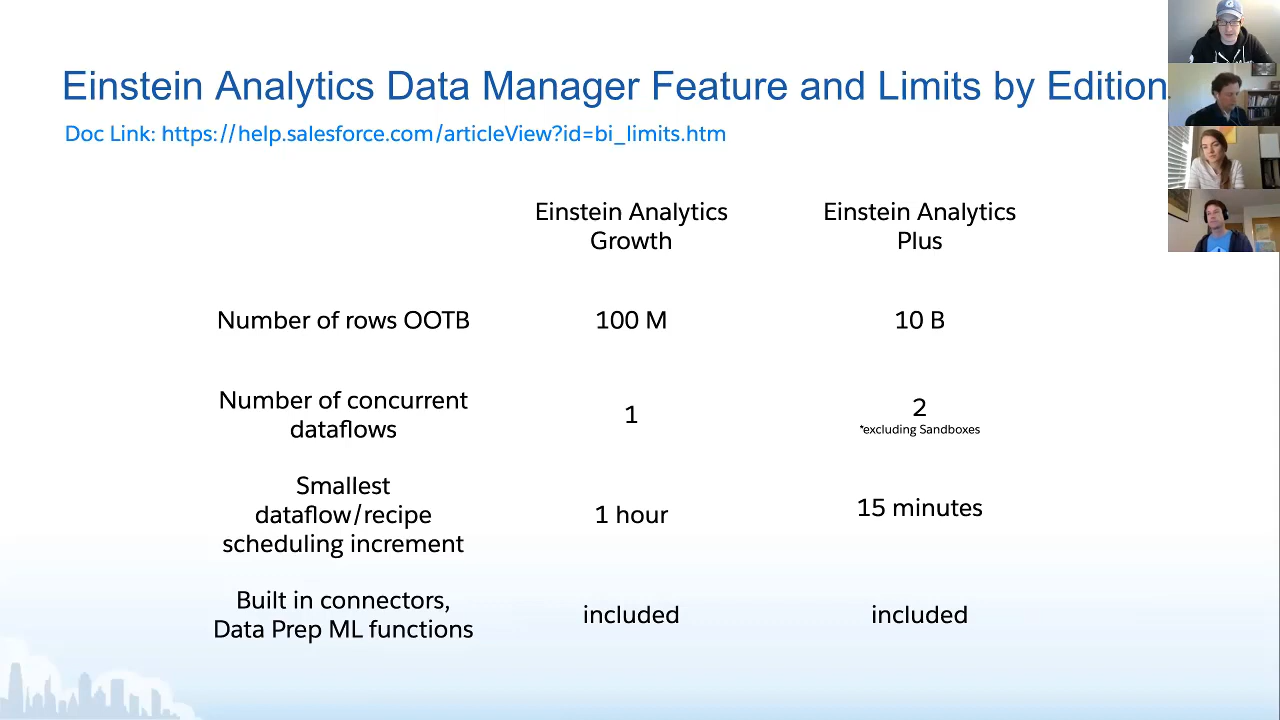 Einstein Analytics Data Manager Feature and Limits by Edition
Doc Link: https://help.salesforce.com/articleView?id=bi_limits.htm
Einstein Analytics
Growth
Einstein Analytics
Plus
Number of rows OOTB
100 M
10 B
Number of concurrent
dataflows
1
2
*excluding Sandboxes
Smallest
dataflow/recipe
scheduling increment
1 hour
15 minutes
Built in connectors,
Data Prep ML functions
included
included